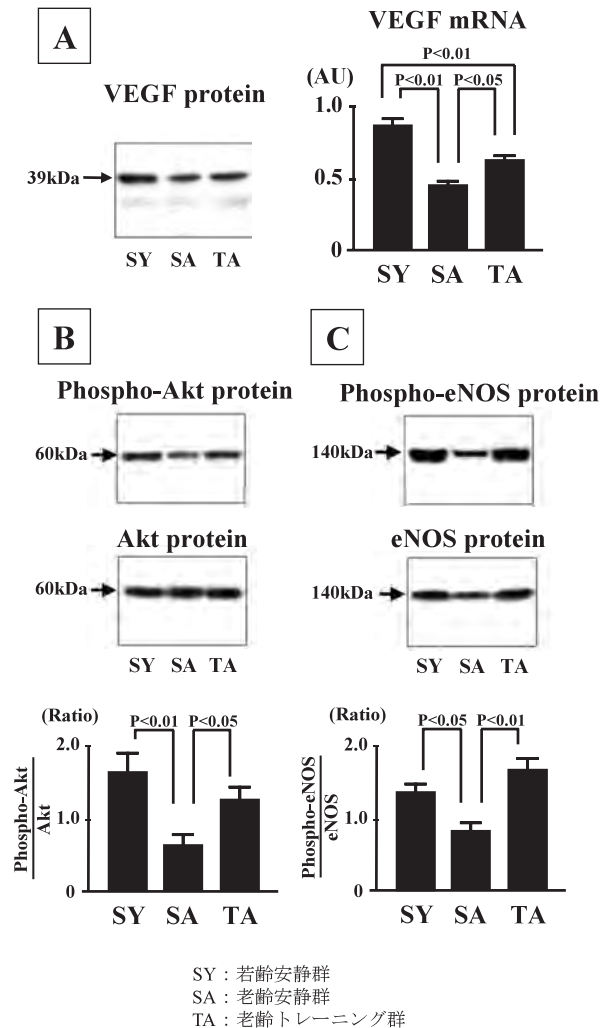 A
VEGF protein
39kDa
SY SA TA
VEGF mRNA
P<0.01
(AU) P<0.01 P<0.05
1.0
0.5
0
SY SA TA
B
Phospho-Akt protein
60kDa
Akt protein
60kDa
SY SA TA
(Ratio)
P<0.01 P<0.05
2.0
1.0
0
Phospho-Akt
Akt
SY SA TA
C
Phospho-eNOS protein
140kDa
eNOS protein
140kDa
SY SA TA
(Ratio)
P<0.05 P<0.01
2.0
1.0
0
Phospho-eNOS
eNOS
SY SA TA
SY：若齢安静群
SA：老齢安静群
TA：老齢トレーニング群